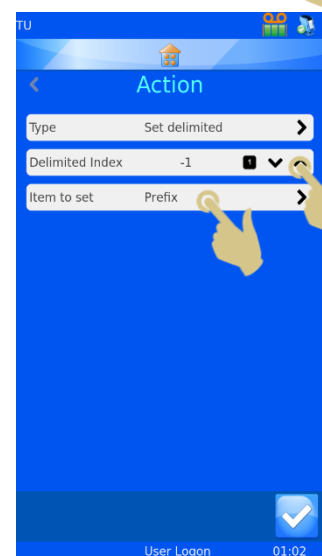 TU
Action
Type Set delimited
Delimited Index -1 1
Item to set Prefix
User Logon 01:02